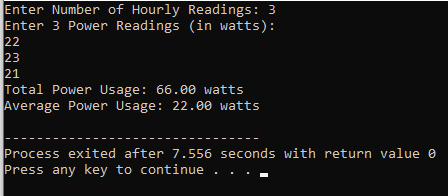 Enter Number of Hourly Readings: 3
Enter 3 Power Readings (in watts):
22
23
21
Total Power Usage: 66.00 watts
Average Power Usage: 22.00 watts
--------------------------------
Process exited after 7.556 seconds with return value 0
Press any key to continue . . .